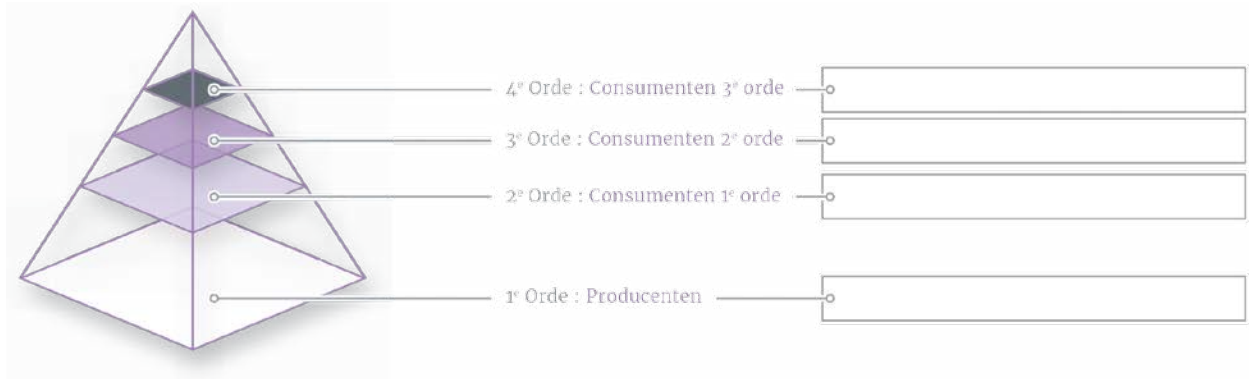 4ᵉ Orde : Consumenten 3ᵉ orde
3ᵉ Orde : Consumenten 2ᵉ orde
2ᵉ Orde : Consumenten 1ᵉ orde
1ᵉ Orde : Producenten